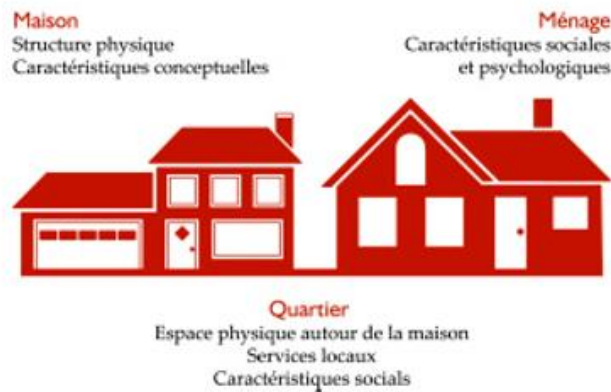 Maison
Structure physique
Caractéristiques conceptuelles
Ménage
Caractéristiques sociales
et psychologiques
Quartier
Espace physique autour de la maison
Services locaux
Caractéristiques socials